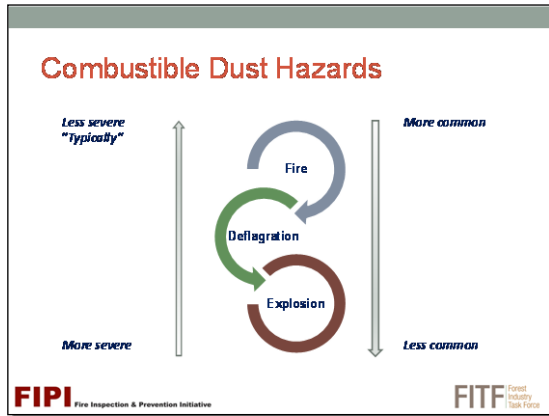 Combustible Dust Hazards
Less severe
"Typically"
More common
Fire
Deflagration
Explosion
More severe
Less common
FIPI Fire Inspection & Prevention Initiative
FITF Forest
Industry
Task Force